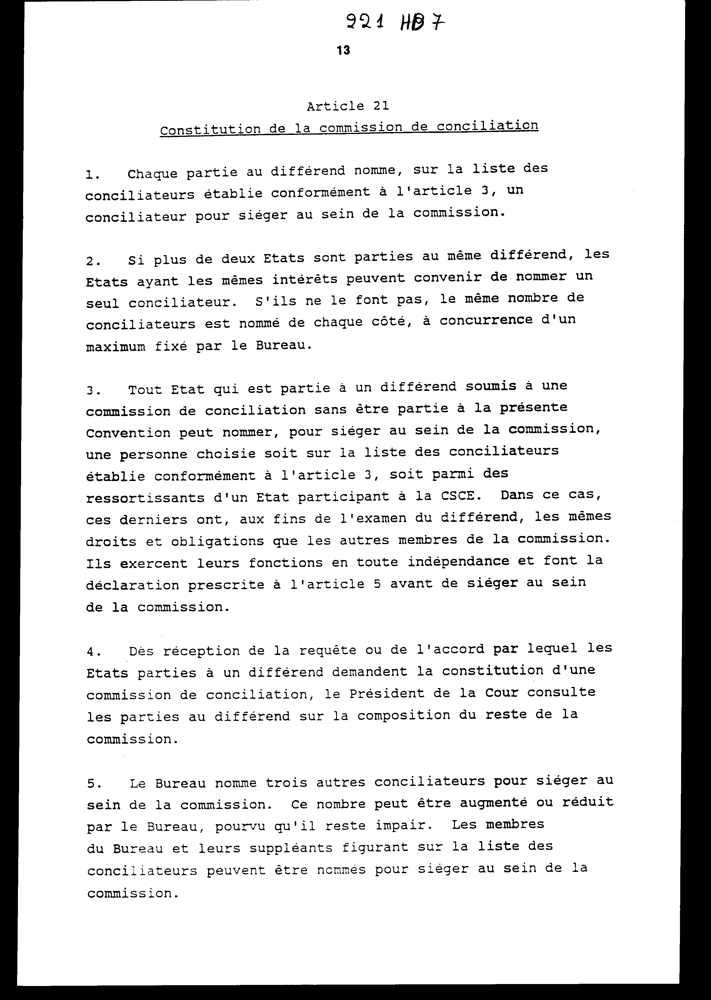 221 HB 7
13
Article 21
Constitution de la commission de conciliation
1. Chaque partie au différend nomme, sur la liste des
conciliateurs établie conformément à l'article 3, un
conciliateur pour siéger au sein de la commission.
2. Si plus de deux Etats sont parties au même différend, les
Etats ayant les mêmes intérêts peuvent convenir de nommer un
seul conciliateur. S'ils ne le font pas, le même nombre de
conciliateurs est nommé de chaque côté, à concurrence d'un
maximum fixé par le Bureau.
3. Tout Etat qui est partie à un différend soumis à une
commission de conciliation sans être partie à la présente
Convention peut nommer, pour siéger au sein de la commission,
une personne choisie soit sur la liste des conciliateurs
établie conformément à l'article 3, soit parmi des
ressortissants d'un Etat participant à la CSCE. Dans ce cas,
ces derniers ont, aux fins de l'examen du différend, les mêmes
droits et obligations que les autres membres de la commission.
Ils exercent leurs fonctions en toute indépendance et font la
déclaration prescrite à l'article 5 avant de siéger au sein
de la commission.
4. Dès réception de la requête ou de l'accord par lequel les
Etats parties à un différend demandent la constitution d'une
commission de conciliation, le Président de la Cour consulte
les parties au différend sur la composition du reste de la
commission.
5. Le Bureau nomme trois autres conciliateurs pour siéger au
sein de la commission. Ce nombre peut être augmenté ou réduit
par le Bureau, pourvu qu'il reste impair. Les membres
du Bureau et leurs suppléants figurant sur la liste des
conciliateurs peuvent être nommés pour siéger au sein de la
commission.